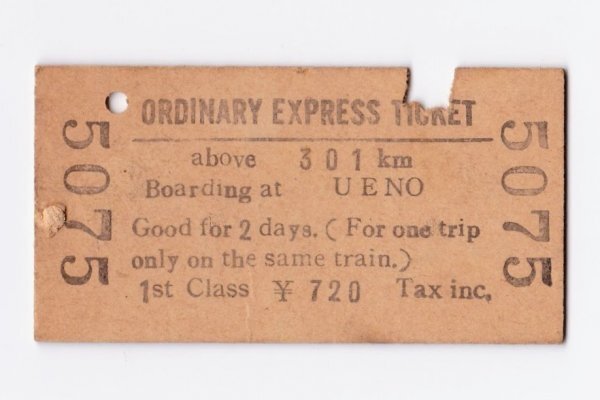 ORDINARY EXPRESS TICKET
above 301 km
Boarding at UENO
Good for 2 days. (For one trip
only on the same train.)
1st Class ¥ 720 Tax inc.
5075
5075